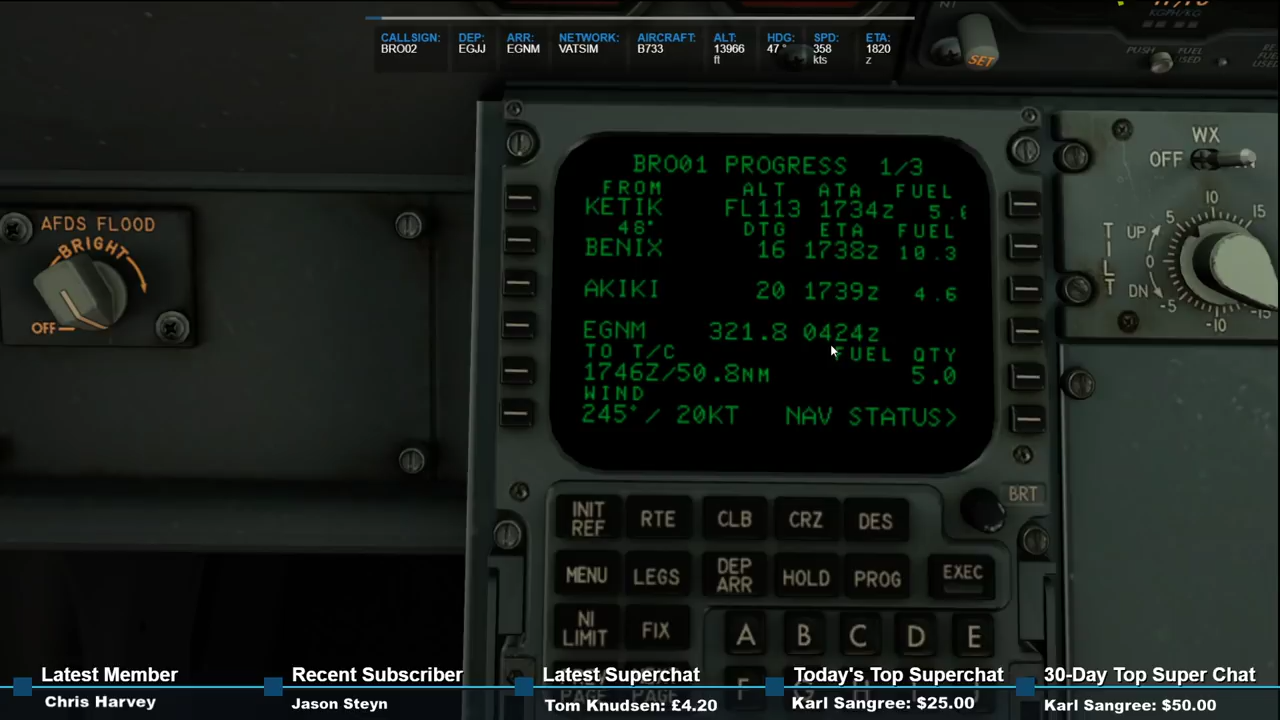 CALLSIGN: DEP: ARR: NETWORK: AIRCRAFT: ALT: HDG: SPD: ETA:
BRO02 EGJJ EGNM VATSIM B733 13966 ft 47 ° 358 kts 1820 z
SET
PUSH FUEL USED
WX
OFF
AFDS FLOOD
BRIGHT
OFF
BRO01 PROGRESS 1/3
FROM ALT ATA FUEL
KETIK FL113 1734z 5.
48° DTG ETA FUEL
BENIX 16 1738z 10.3
AKIKI 20 1739z 4.6
EGNM 321.8 0424z
TO T/C FUEL QTY
1746Z/50.8NM 5.0
WIND
245°/ 20KT NAV STATUS>
10
5 15
UP
TILT 0
DN
-5 -15
-10
BRT
INIT REF RTE CLB CRZ DES
MENU LEGS DEP ARR HOLD PROG EXEC
N1 LIMIT FIX A B C D E
Latest Member Recent Subscriber Latest Superchat Today's Top Superchat 30-Day Top Super Chat
Chris Harvey Jason Steyn Tom Knudsen: £4.20 Karl Sangree: $25.00 Karl Sangree: $50.00